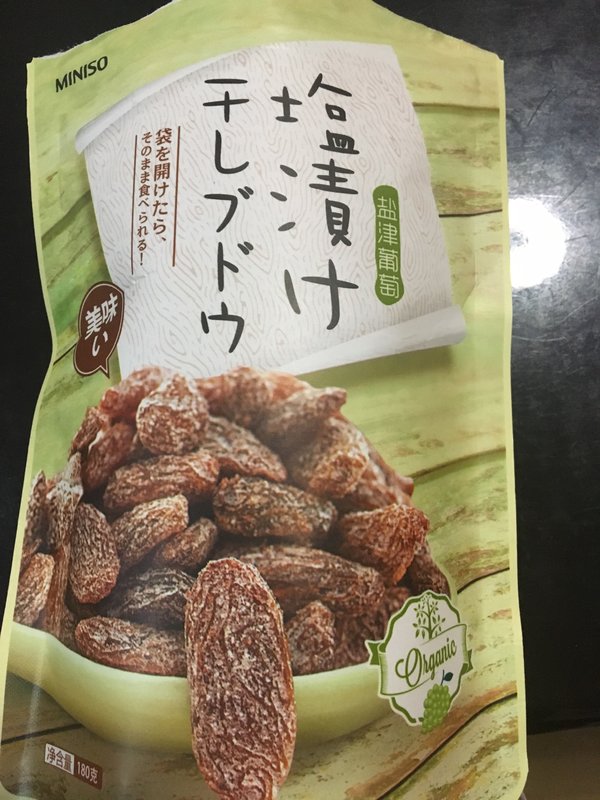 MINISO
塩漬け
干しブドウ
盐津葡萄
袋を開けたら、
そのまま食べられる!
美味
い
Organic
净含量 180克